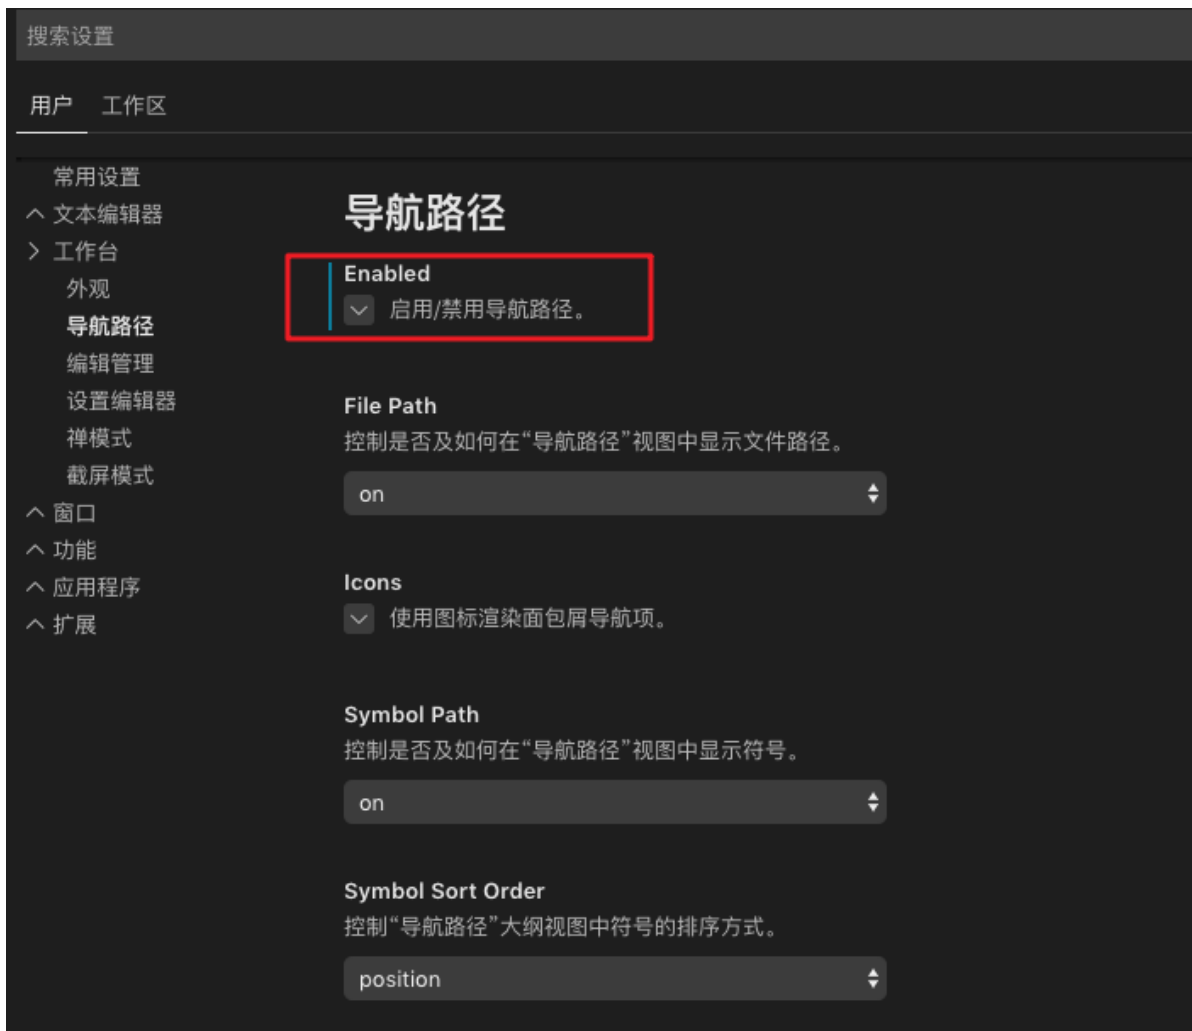 搜索设置
用户 工作区
常用设置
文本编辑器
工作台
外观
导航路径
编辑管理
设置编辑器
禅模式
截屏模式
窗口
功能
应用程序
扩展
导航路径
Enabled
启用/禁用导航路径。
File Path
控制是否及如何在“导航路径”视图中显示文件路径。
on
Icons
使用图标渲染面包屑导航项。
Symbol Path
控制是否及如何在“导航路径”视图中显示符号。
on
Symbol Sort Order
控制“导航路径”大纲视图中符号的排序方式。
position